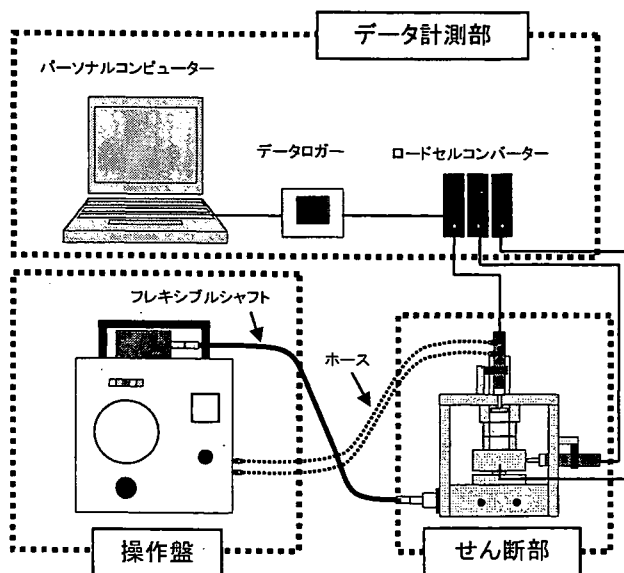 データ計測部
パーソナルコンピューター
データロガー
ロードセルコンバーター
フレキシブルシャフト
ホース
操作盤
せん断部